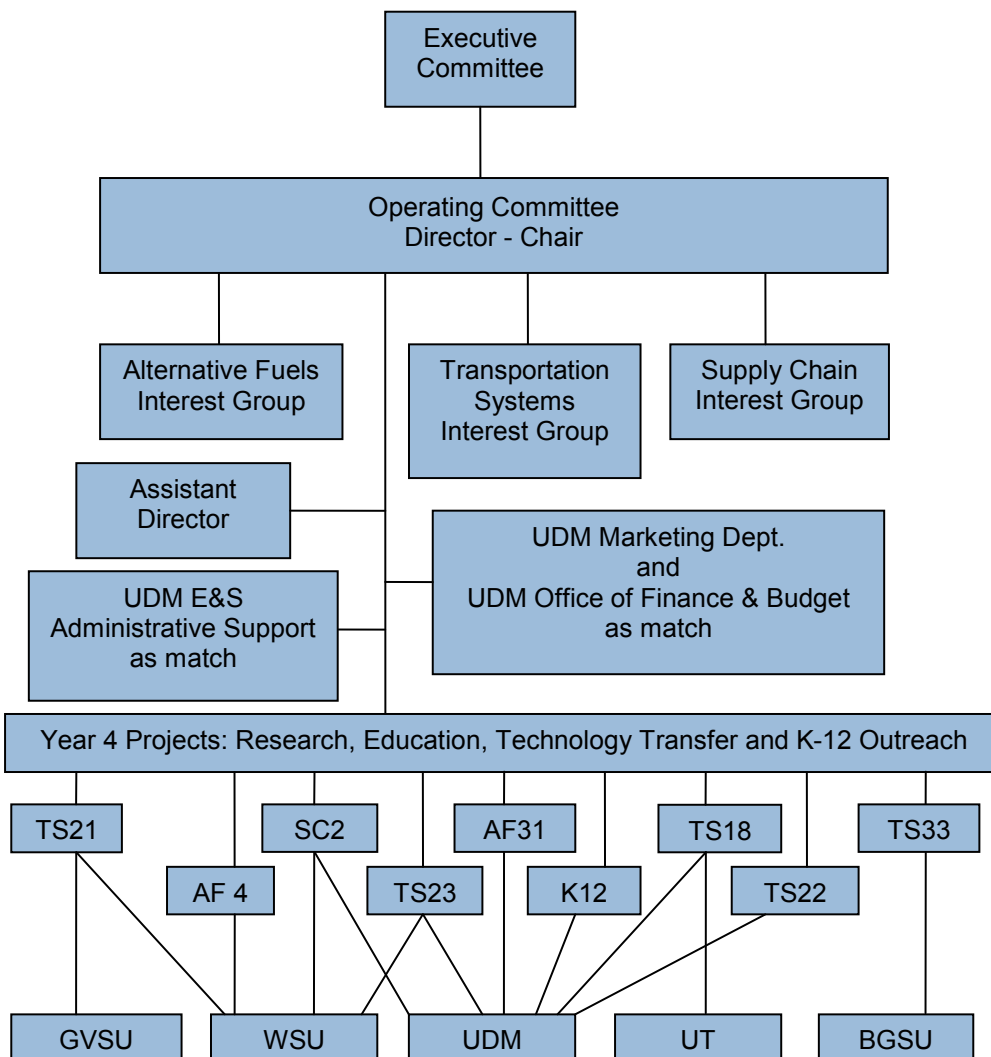 Executive
Committee
Operating Committee
Director - Chair
Alternative Fuels
Interest Group
Transportation
Systems
Interest Group
Supply Chain
Interest Group
Assistant
Director
UDM Marketing Dept.
and
UDM Office of Finance & Budget
as match
UDM E&S
Administrative Support
as match
Year 4 Projects: Research, Education, Technology Transfer and K-12 Outreach
TS21
SC2
AF31
TS18
TS33
AF 4
TS23
K12
TS22
GVSU
WSU
UDM
UT
BGSU